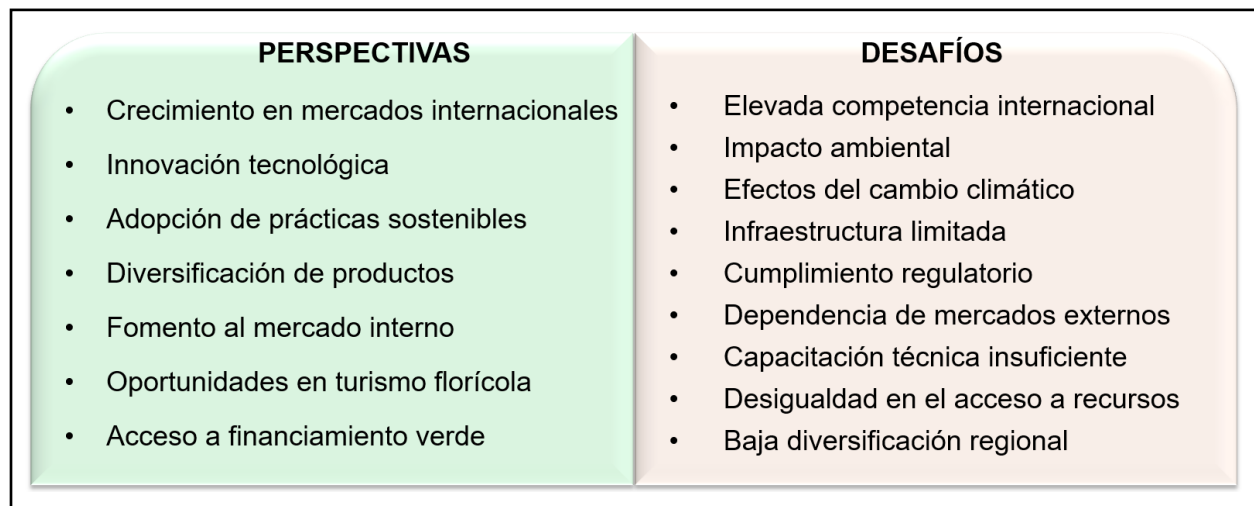 PERSPECTIVAS
• Crecimiento en mercados internacionales
• Innovación tecnológica
• Adopción de prácticas sostenibles
• Diversificación de productos
• Fomento al mercado interno
• Oportunidades en turismo florícola
• Acceso a financiamiento verde
DESAFÍOS
• Elevada competencia internacional
• Impacto ambiental
• Efectos del cambio climático
• Infraestructura limitada
• Cumplimiento regulatorio
• Dependencia de mercados externos
• Capacitación técnica insuficiente
• Desigualdad en el acceso a recursos
• Baja diversificación regional